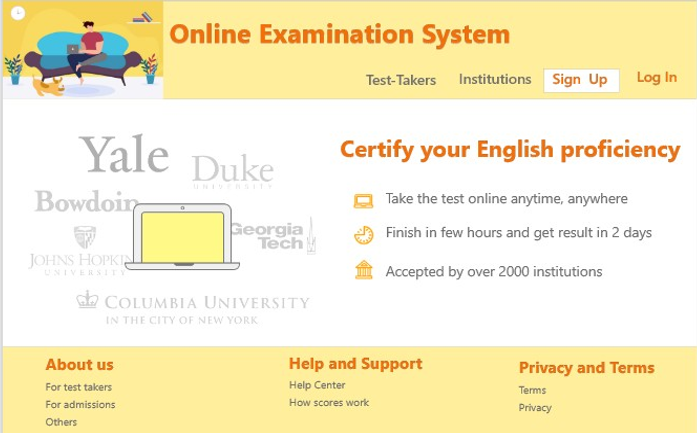 Online Examination System
Test-Takers Institutions Sign Up Log In
Certify your English proficiency
Yale
Duke
UNIVERSITY
Bowdoin
Georgia
Tech
JOHNS HOPKIN
UNIVERSITY
COLUMBIA UNIVERSITY
IN THE CITY OF NEW YORK
Take the test online anytime, anywhere
Finish in few hours and get result in 2 days
Accepted by over 2000 institutions
About us
For test takers
For admissions
Others
Help and Support
Help Center
How scores work
Privacy and Terms
Terms
Privacy